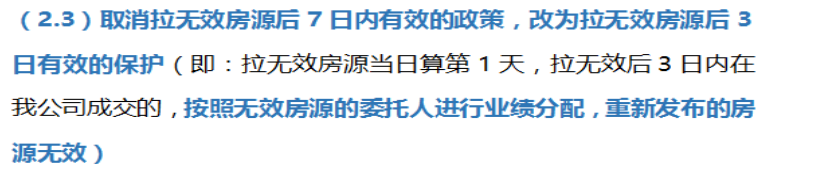 （2.3）取消拉无效房源后 7 日内有效的政策，改为拉无效房源后 3
日有效的保护（即：拉无效房源当日算第 1 天，拉无效后 3 日内在
我公司成交的，按照无效房源的委托人进行业绩分配，重新发布的房
源无效）